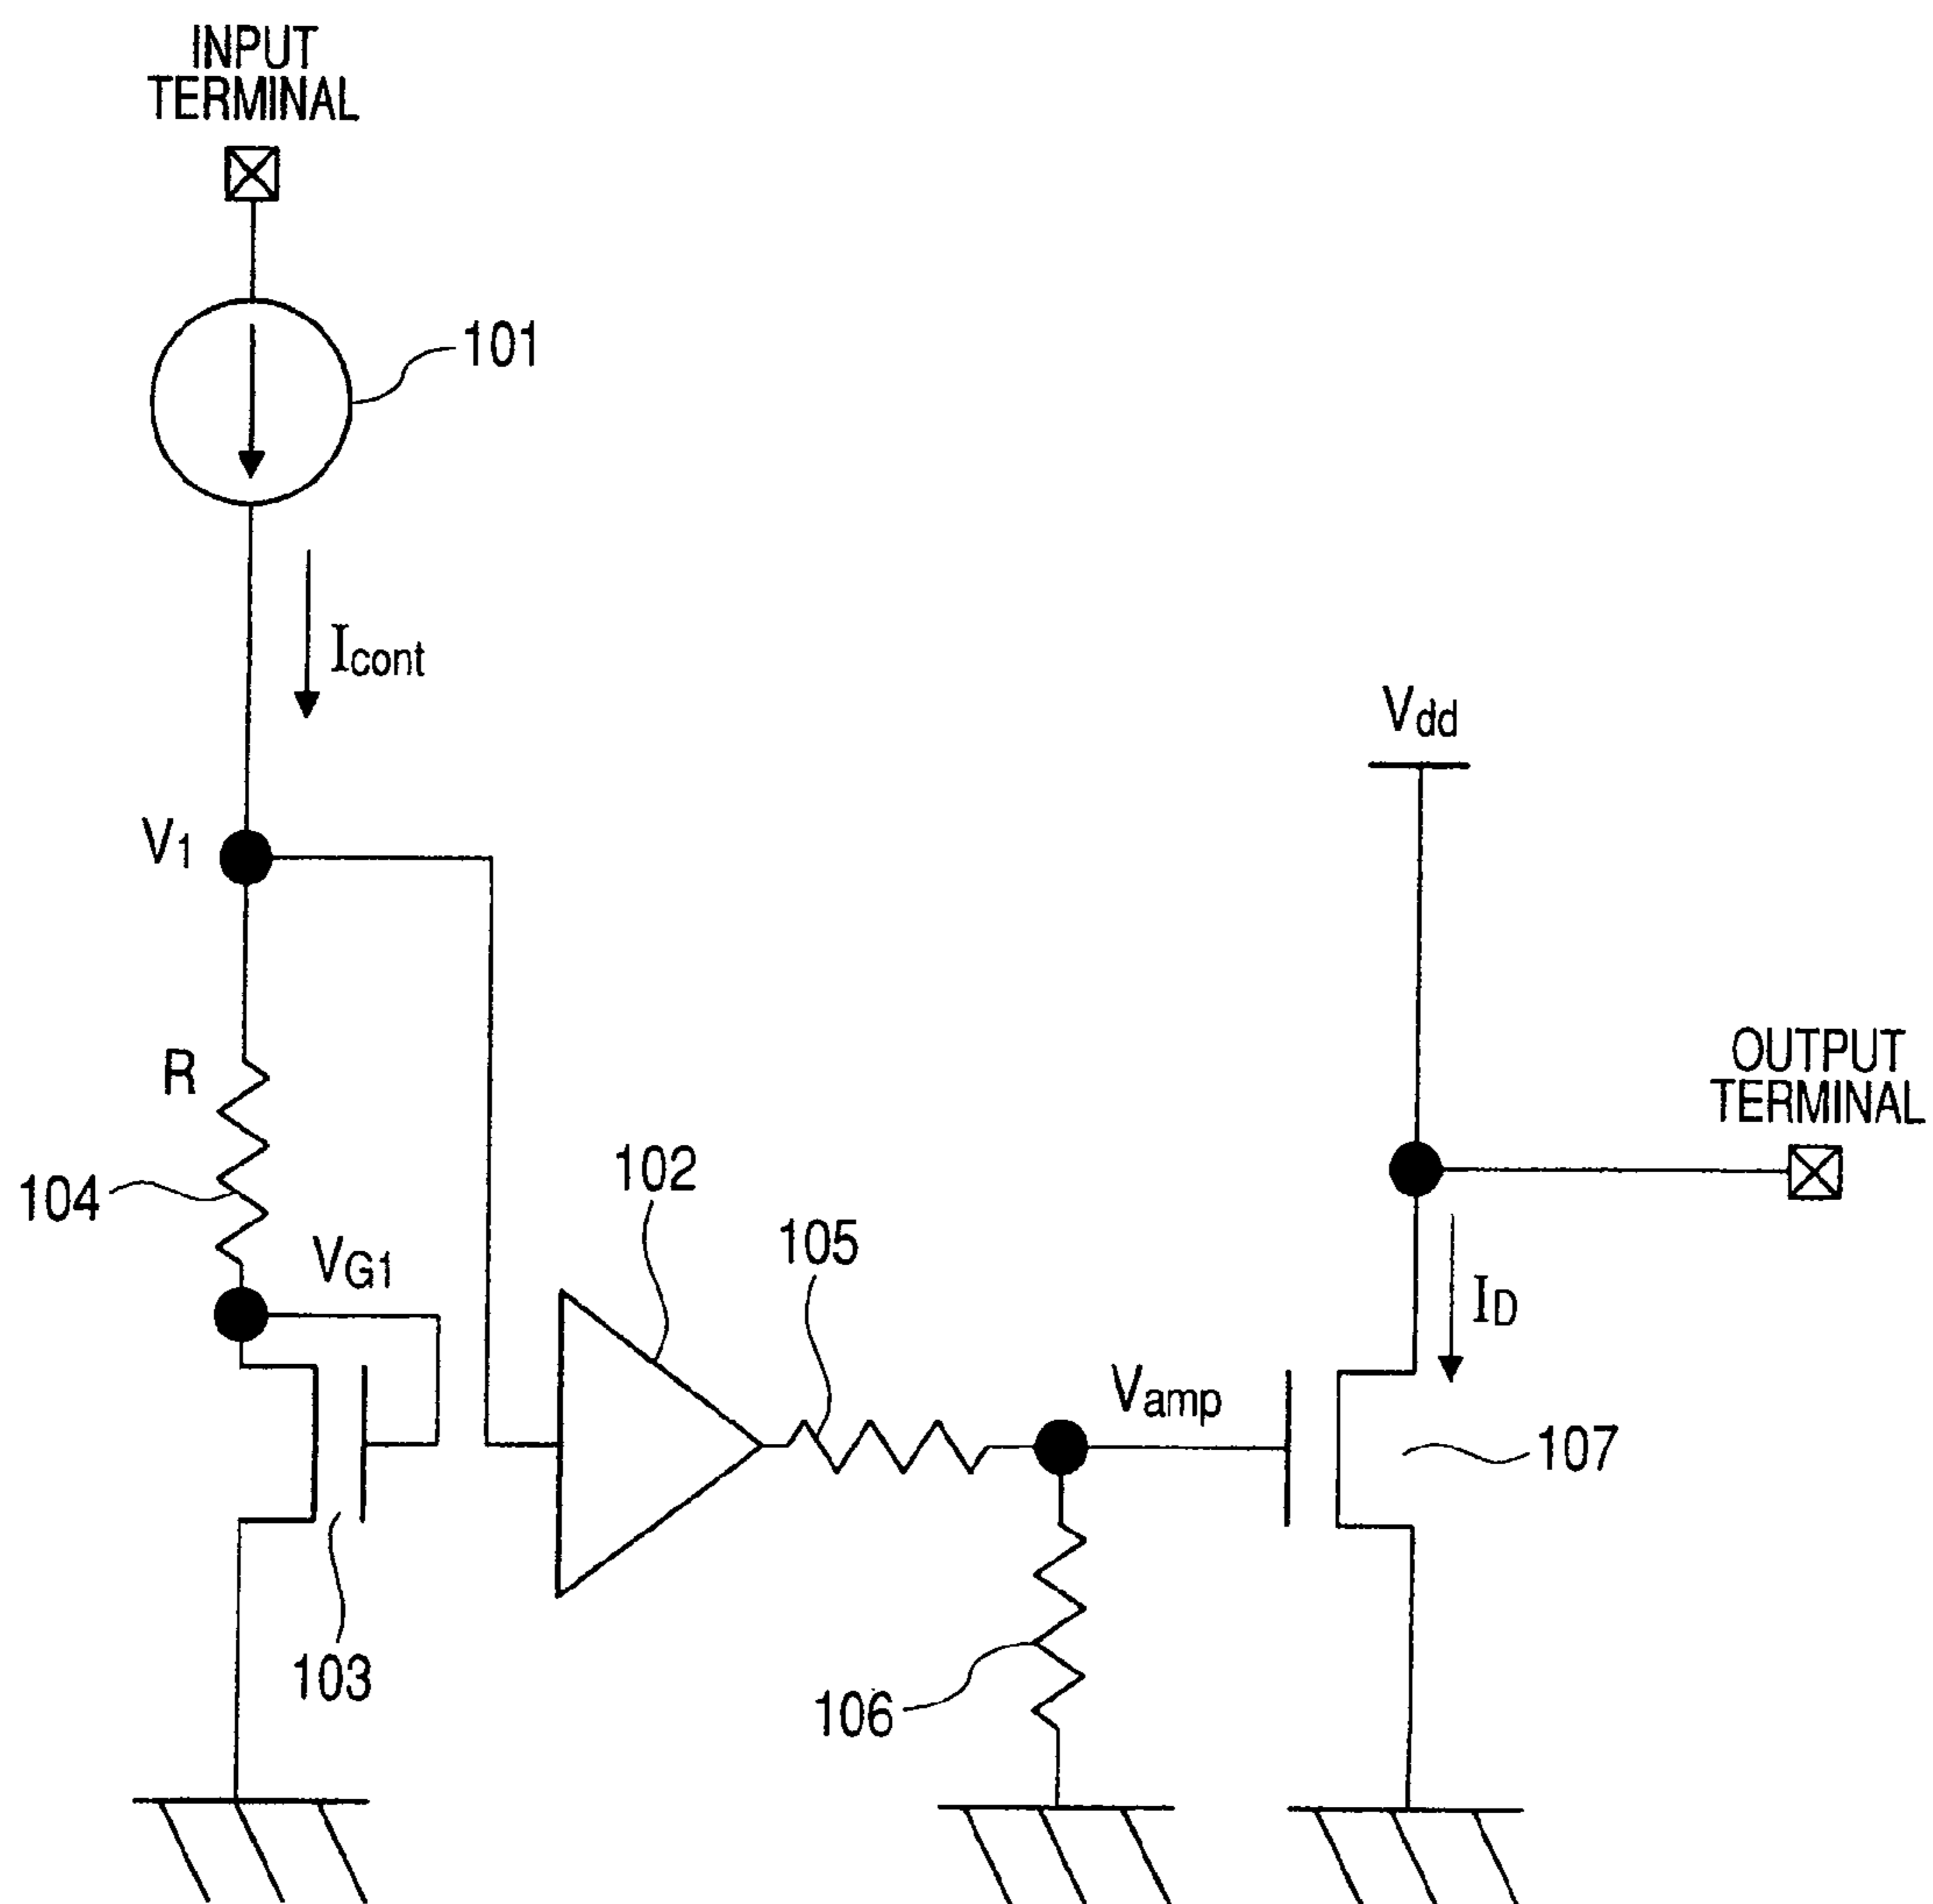 INPUT
TERMINAL
101
Icont
Vdd
V1
OUTPUT
TERMINAL
R
102
104
105
VG1
ID
Vamp
107
103
106